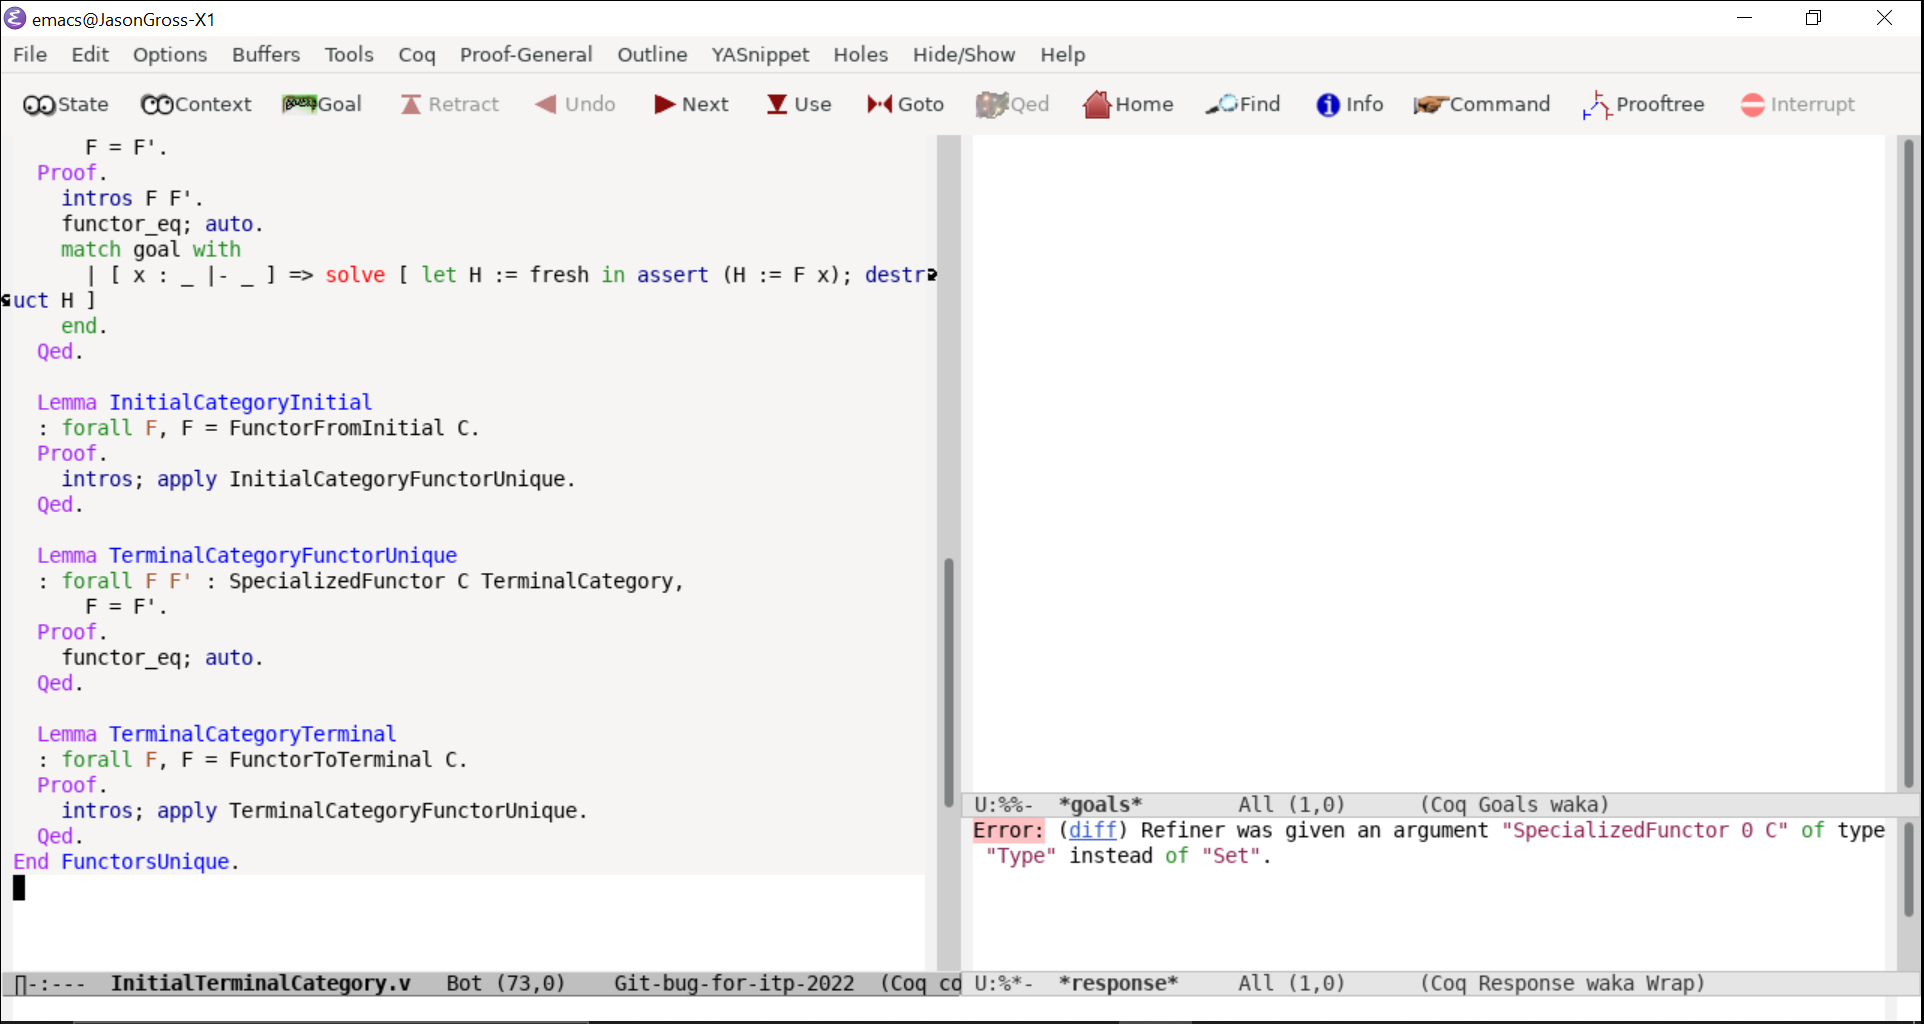 emacs@JasonGross-X1
File Edit Options Buffers Tools Coq Proof-General Outline YASnippet Holes Hide/Show Help
State Context Goal Retract Undo Next Use Goto Qed Home Find Info Command Prooftree Interrupt
F = F'.
Proof.
intros F F'.
functor_eq; auto.
match goal with
| [ x : _ |- _ ] => solve [ let H := fresh in assert (H := F x); destr
uct H ]
end.
Qed.
Lemma InitialCategoryInitial
: forall F, F = FunctorFromInitial C.
Proof.
intros; apply InitialCategoryFunctorUnique.
Qed.
Lemma TerminalCategoryFunctorUnique
: forall F F' : SpecializedFunctor C TerminalCategory,
F = F'.
Proof.
functor_eq; auto.
Qed.
Lemma TerminalCategoryTerminal
: forall F, F = FunctorToTerminal C.
Proof.
intros; apply TerminalCategoryFunctorUnique.
Qed.
End FunctorsUnique.
-:--- InitialTerminalCategory.v Bot (73,0) Git-bug-for-itp-2022 (Coq co
U:%%- *goals* All (1,0) (Coq Goals waka)
Error: (diff) Refiner was given an argument "SpecializedFunctor 0 C" of type
"Type" instead of "Set".
U:%*- *response* All (1,0) (Coq Response waka Wrap)